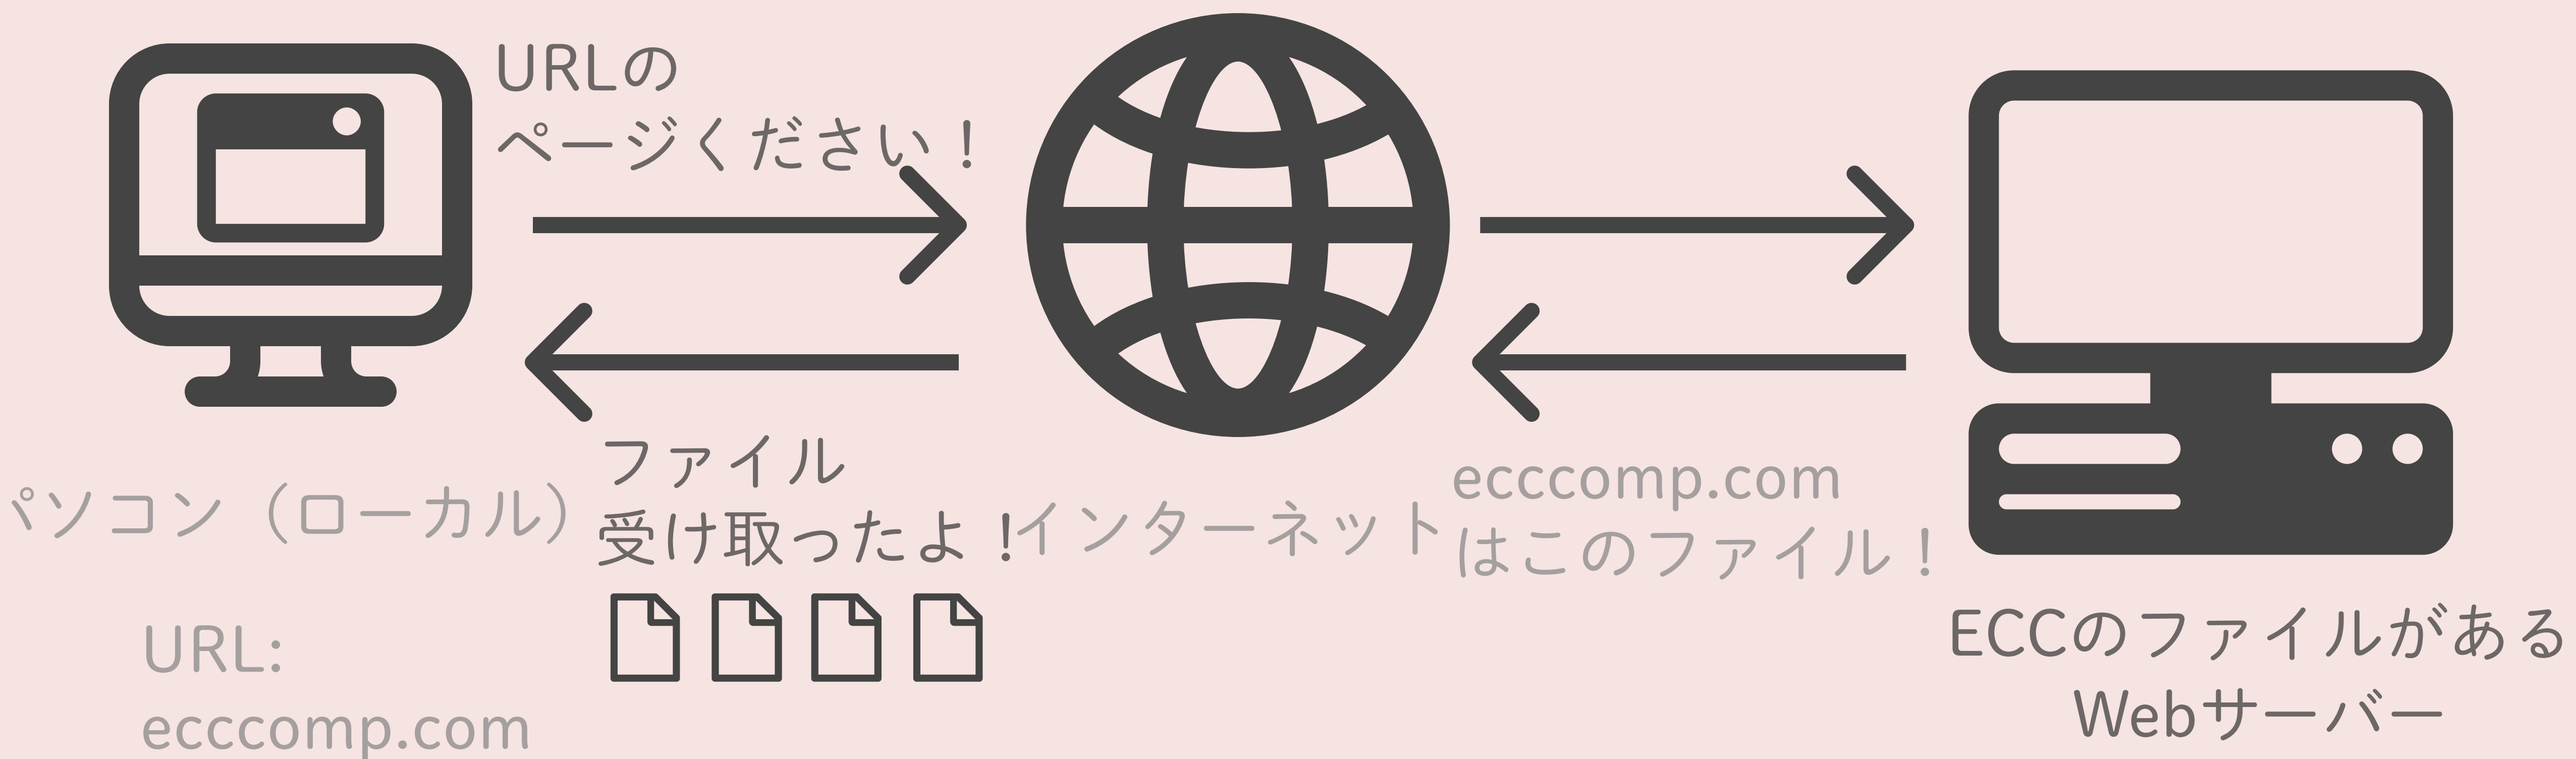 URLの
ページください！
ファイル
受け取ったよ！
パソコン（ローカル）
インターネット
ecccomp.com
はこのファイル！
URL:
ecccomp.com
ECCのファイルがある
Webサーバー